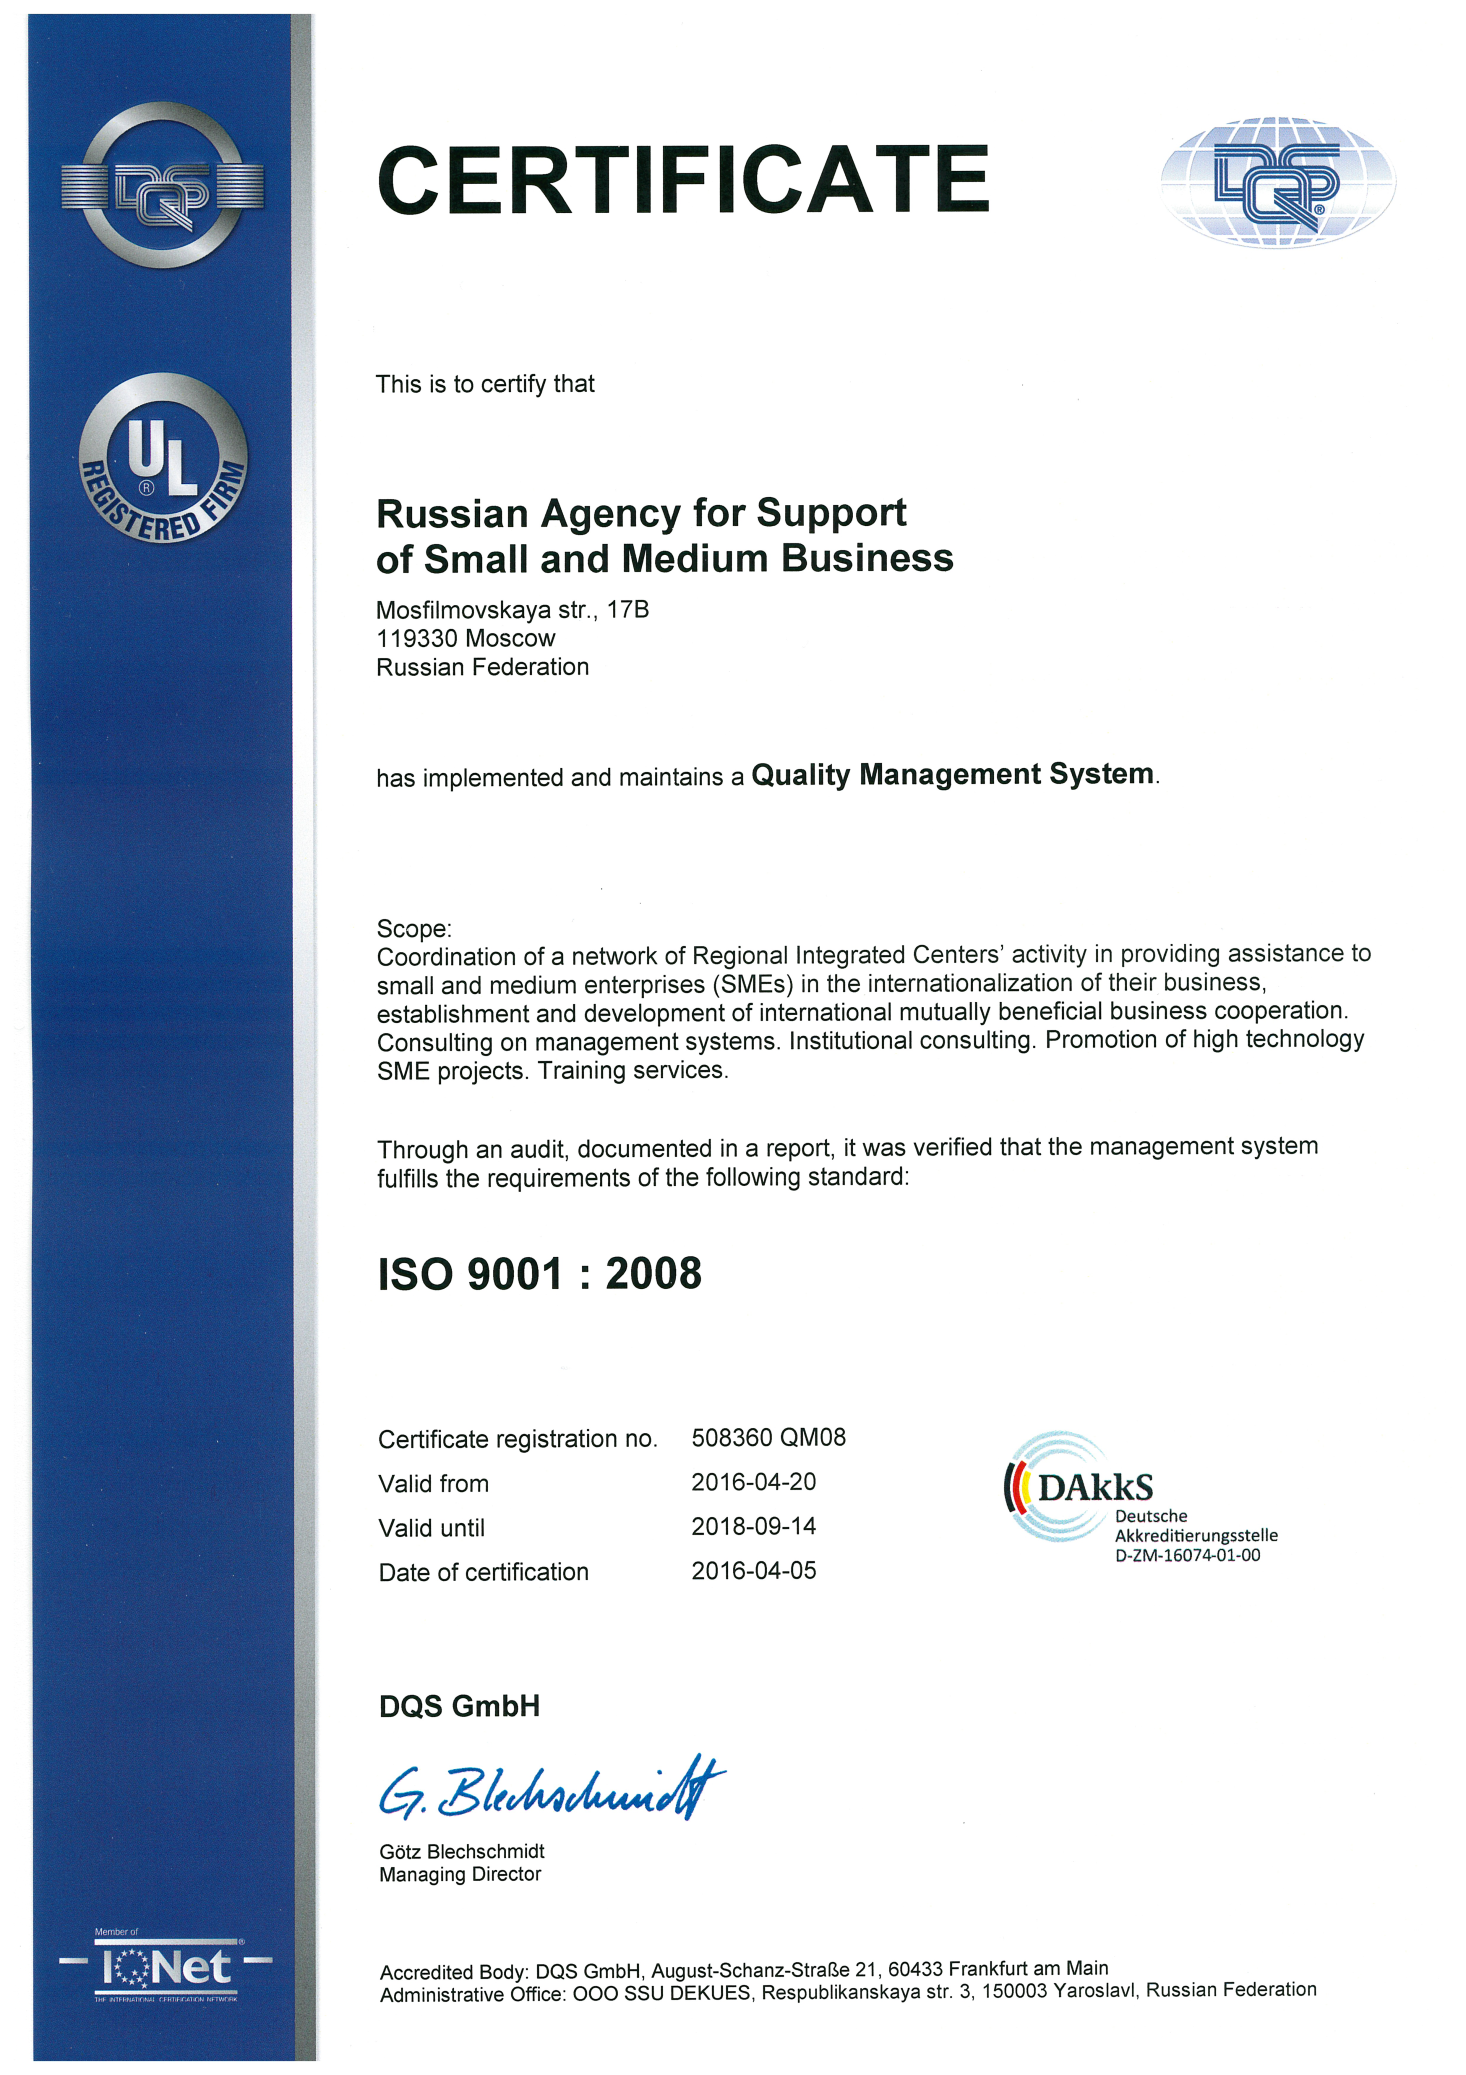 DQS
CERTIFICATE
DQS®
UL®
REGISTERED FIRM
This is to certify that
Russian Agency for Support
of Small and Medium Business
Mosfilmovskaya str., 17B
119330 Moscow
Russian Federation
has implemented and maintains a Quality Management System.
Scope:
Coordination of a network of Regional Integrated Centers’ activity in providing assistance to
small and medium enterprises (SMEs) in the internationalization of their business,
establishment and development of international mutually beneficial business cooperation.
Consulting on management systems. Institutional consulting. Promotion of high technology
SME projects. Training services.
Through an audit, documented in a report, it was verified that the management system
fulfills the requirements of the following standard:
ISO 9001 : 2008
Certificate registration no. 508360 QM08
Valid from 2016-04-20
Valid until 2018-09-14
Date of certification 2016-04-05
DAkkS
Deutsche
Akkreditierungsstelle
D-ZM-16074-01-00
DQS GmbH
G. Blechschmidt
Götz Blechschmidt
Managing Director
Member of
IQNet®
THE INTERNATIONAL CERTIFICATION NETWORK
Accredited Body: DQS GmbH, August-Schanz-Straße 21, 60433 Frankfurt am Main
Administrative Office: OOO SSU DEKUES, Respublikanskaya str. 3, 150003 Yaroslavl, Russian Federation